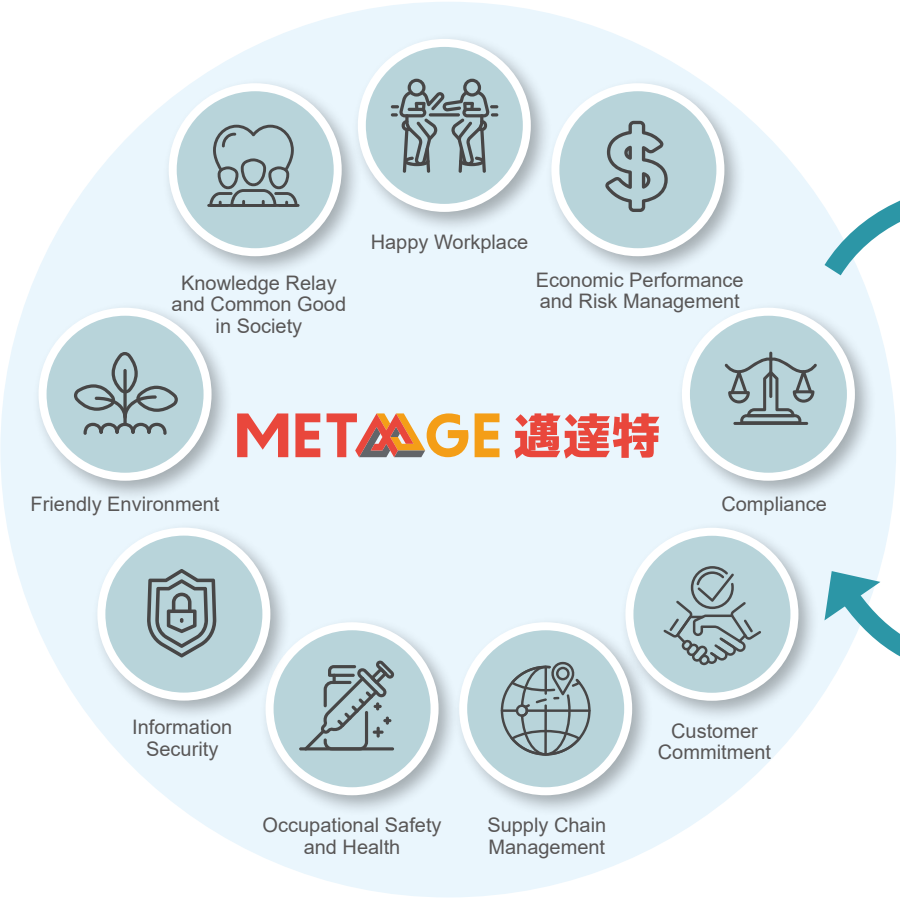 Happy Workplace
Knowledge Relay
and Common Good
in Society
Economic Performance
and Risk Management
METAAGE 邁達特
Friendly Environment
Compliance
Information
Security
Customer
Commitment
Occupational Safety
and Health
Supply Chain
Management